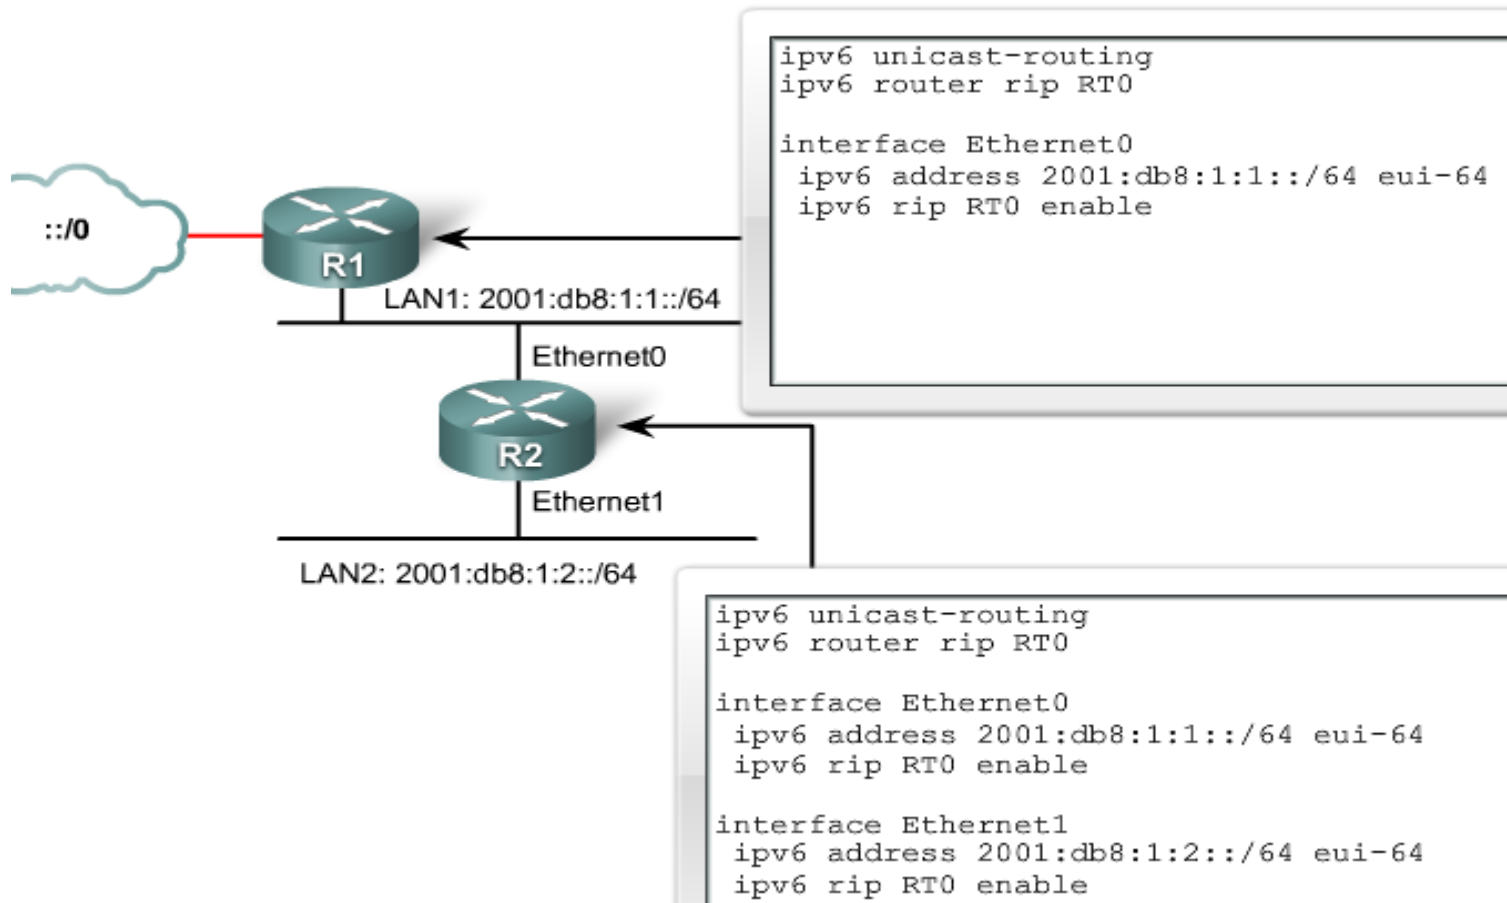 ipv6 unicast-routing
ipv6 router rip RT0
interface Ethernet0
ipv6 address 2001:db8:1:1::/64 eui-64
ipv6 rip RT0 enable
::/0
R1
LAN1: 2001:db8:1:1::/64
Ethernet0
R2
Ethernet1
LAN2: 2001:db8:1:2::/64
ipv6 unicast-routing
ipv6 router rip RT0
interface Ethernet0
ipv6 address 2001:db8:1:1::/64 eui-64
ipv6 rip RT0 enable
interface Ethernet1
ipv6 address 2001:db8:1:2::/64 eui-64
ipv6 rip RT0 enable